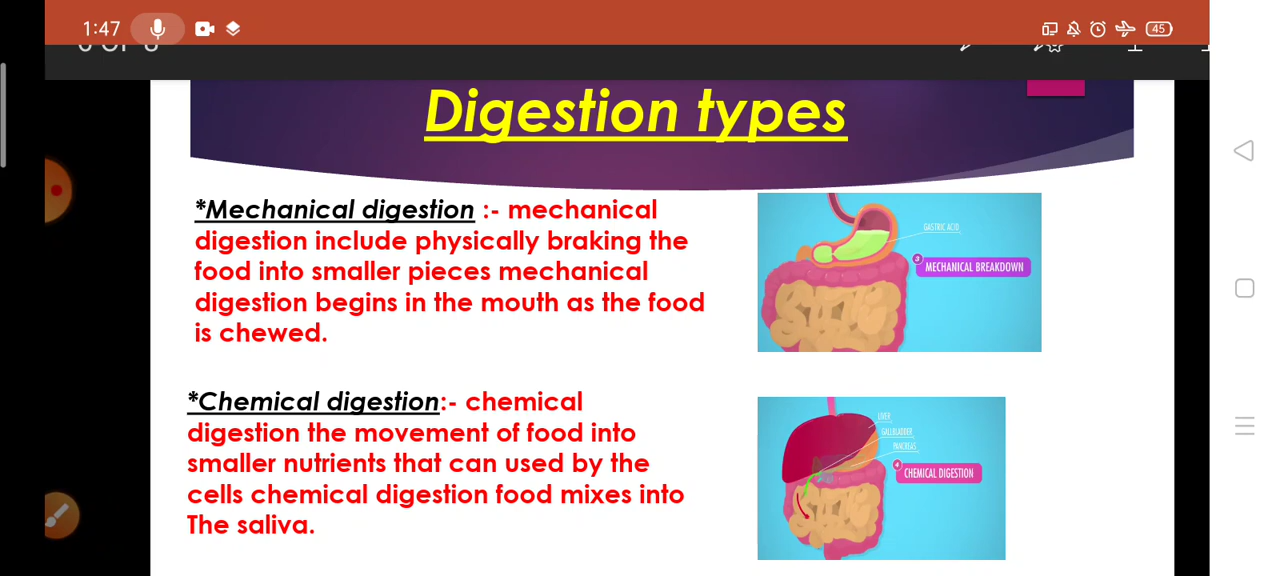 1:47
45
Digestion types
*Mechanical digestion :- mechanical
digestion include physically braking the
food into smaller pieces mechanical
digestion begins in the mouth as the food
is chewed.
GASTRIC ACID
3 MECHANICAL BREAKDOWN
*Chemical digestion:- chemical
digestion the movement of food into
smaller nutrients that can used by the
cells chemical digestion food mixes into
The saliva.
LIVER
GALLBLADDER
PANCREAS
4 CHEMICAL DIGESTION